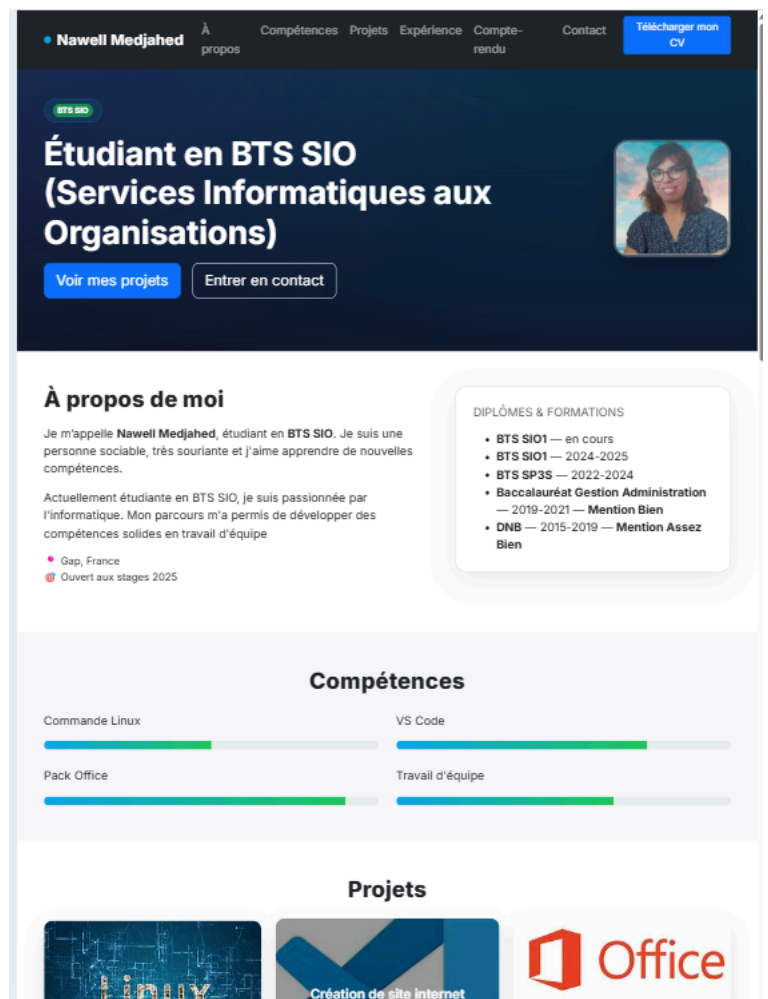 Nawell Medjahed
À propos
Compétences
Projets
Expérience
Compte-rendu
Contact
Télécharger mon CV
BTS SIO
Étudiant en BTS SIO
(Services Informatiques aux
Organisations)
Voir mes projets
Entrer en contact
À propos de moi
Je m'appelle Nawell Medjahed, étudiant en BTS SIO. Je suis une
personne sociable, très souriante et j'aime apprendre de nouvelles
compétences.
Actuellement étudiante en BTS SIO, je suis passionnée par
l'informatique. Mon parcours m'a permis de développer des
compétences solides en travail d'équipe
Gap, France
Ouvert aux stages 2025
DIPLÔMES & FORMATIONS
• BTS SIO1 — en cours
• BTS SIO1 — 2024-2025
• BTS SP3S — 2022-2024
• Baccalauréat Gestion Administration
— 2019-2021 — Mention Bien
• DNB — 2015-2019 — Mention Assez
Bien
Compétences
Commande Linux
VS Code
Pack Office
Travail d'équipe
Projets
Linux
Création de site internet
Office